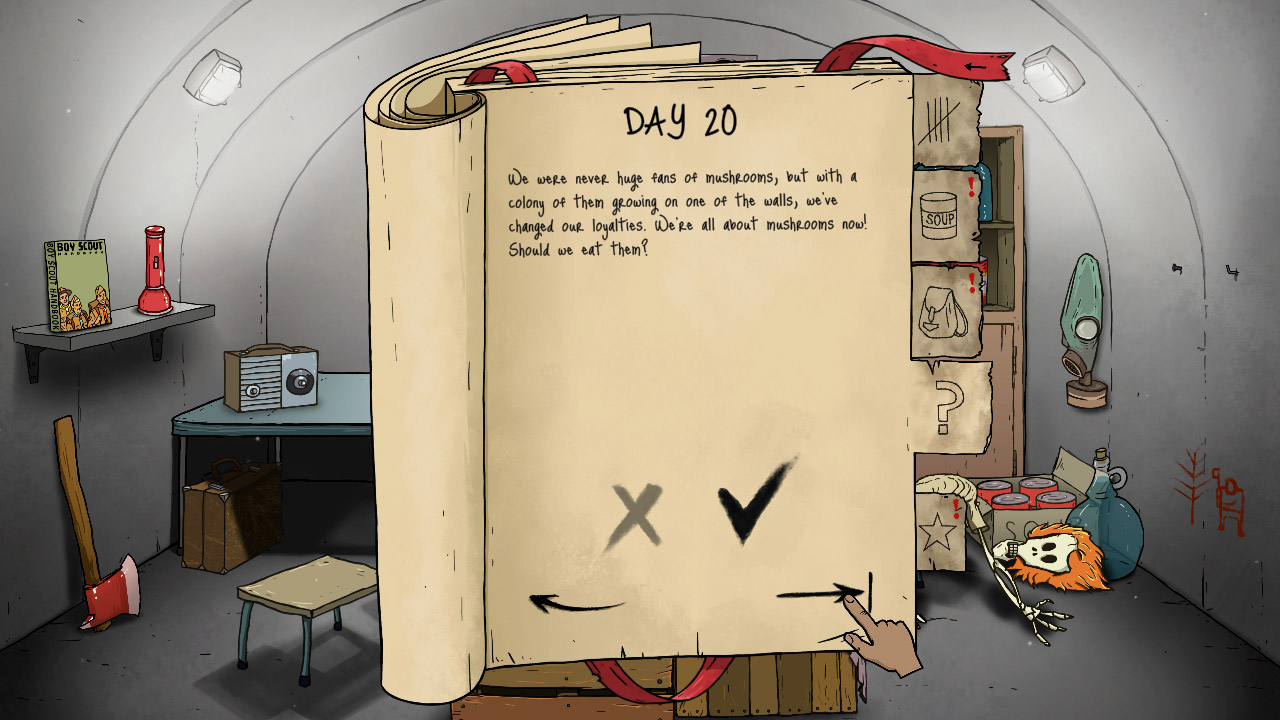 DAY 20
We were never huge fans of mushrooms, but with a
colony of them growing on one of the walls, we've
changed our loyalties. We're all about mushrooms now!
Should we eat them?
BOY SCOUT
HANDBOOK
BOY SCOUT HANDBOOK
!
SOUP
!
?
!